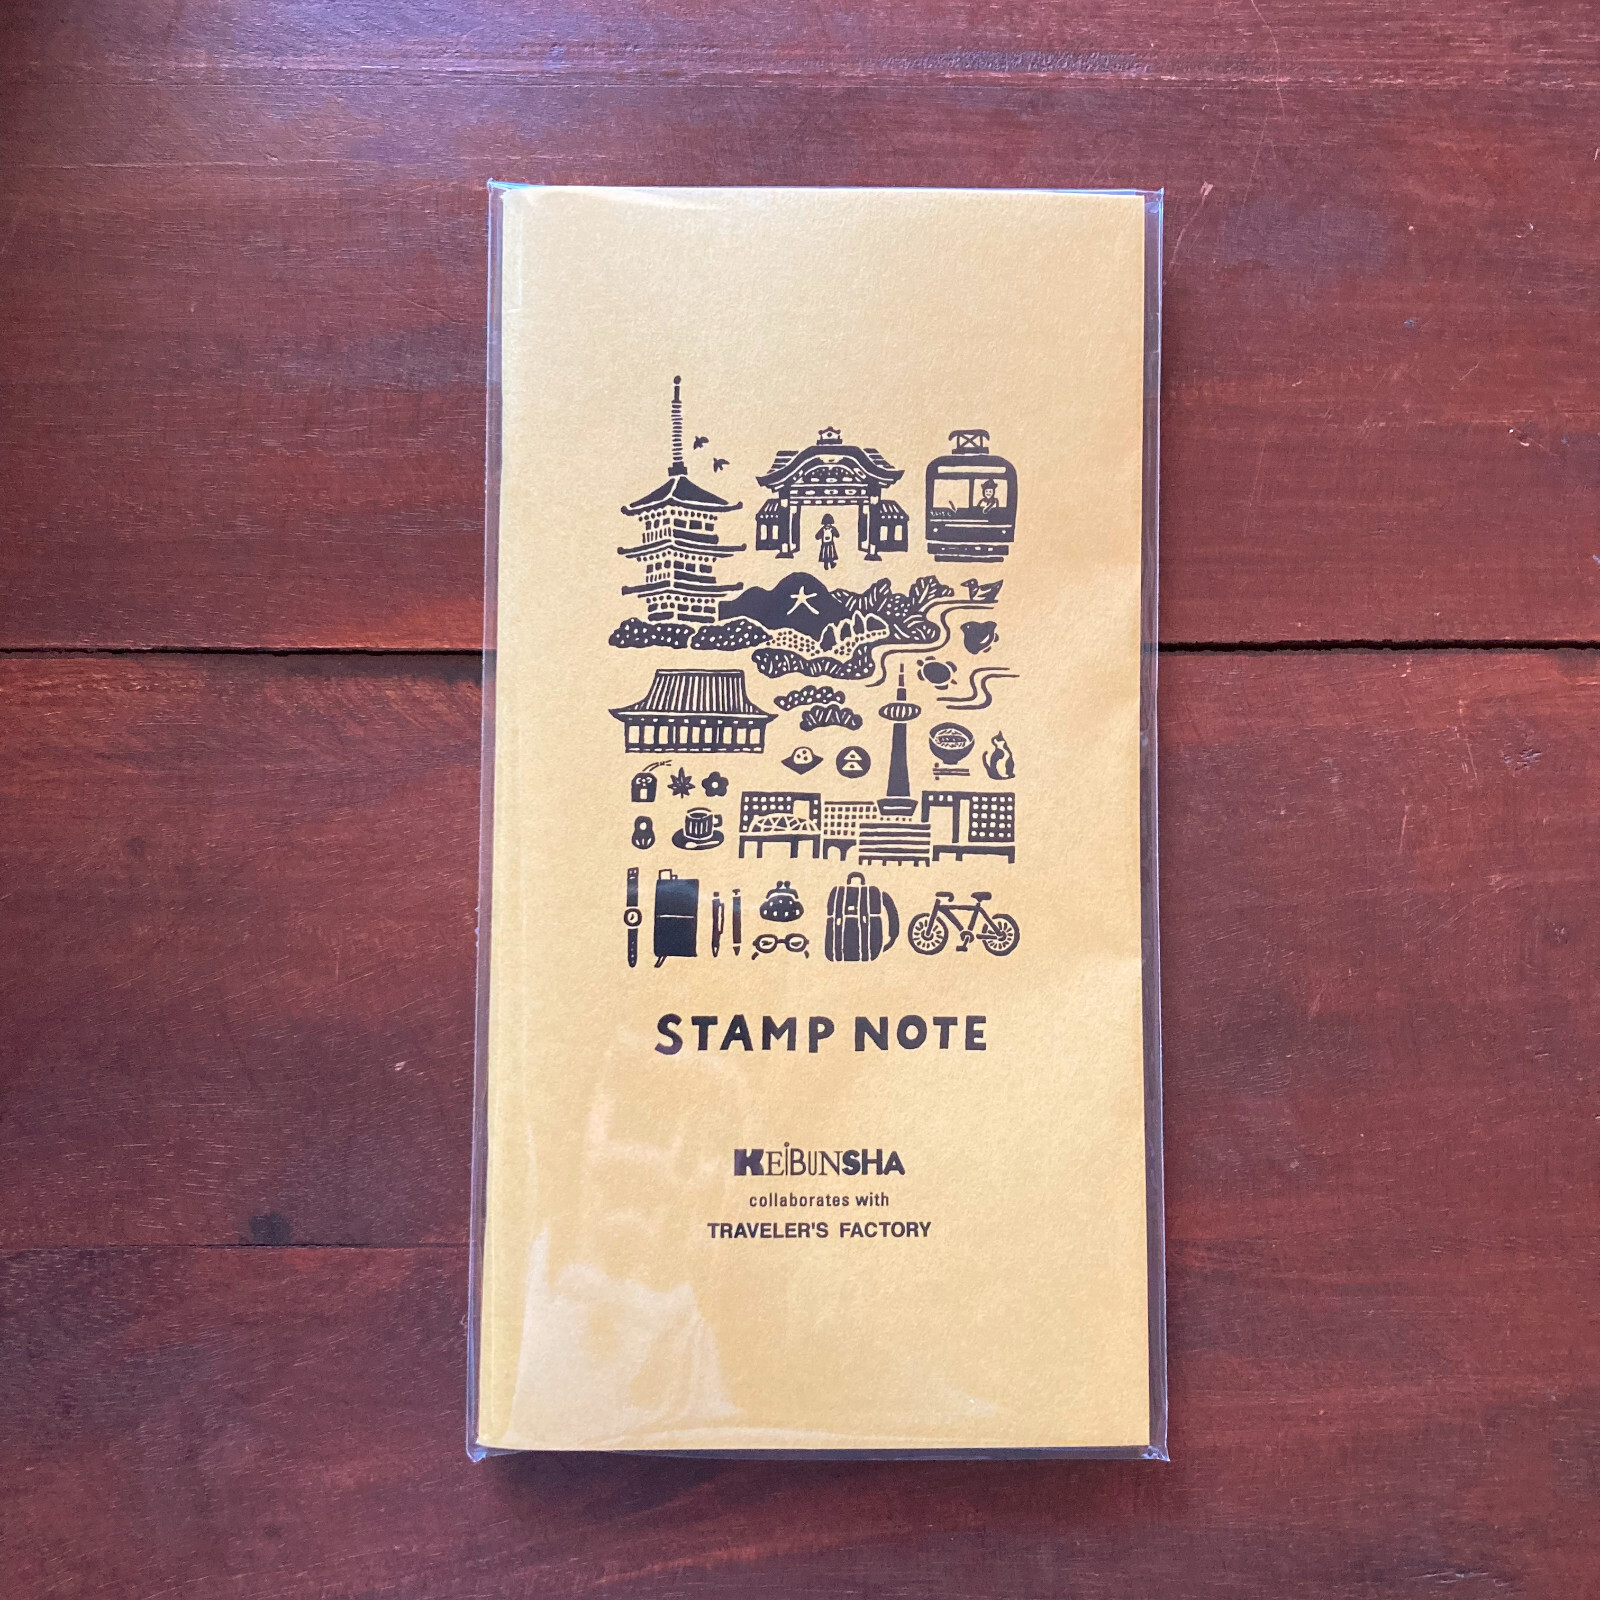 大
STAMP NOTE
KEIBUNSHA
collaborates with
TRAVELER'S FACTORY